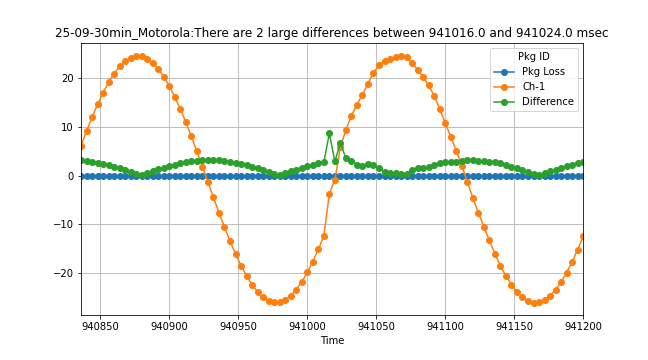 25-09-30min_Motorola:There are 2 large differences between 941016.0 and 941024.0 msec
Pkg ID
Pkg Loss
Ch-1
Difference
20
10
0
−10
−20
940850 940900 940950 941000 941050 941100 941150 941200
Time